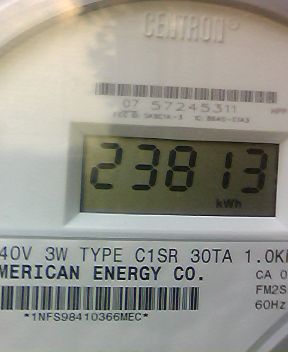 CENTRON®
07 57245311
23813
kWh
40V 3W TYPE C1SR 30TA 1.0K
MERICAN ENERGY CO.
CA 0
FM2S
60Hz
*1NFS98410366MEC*